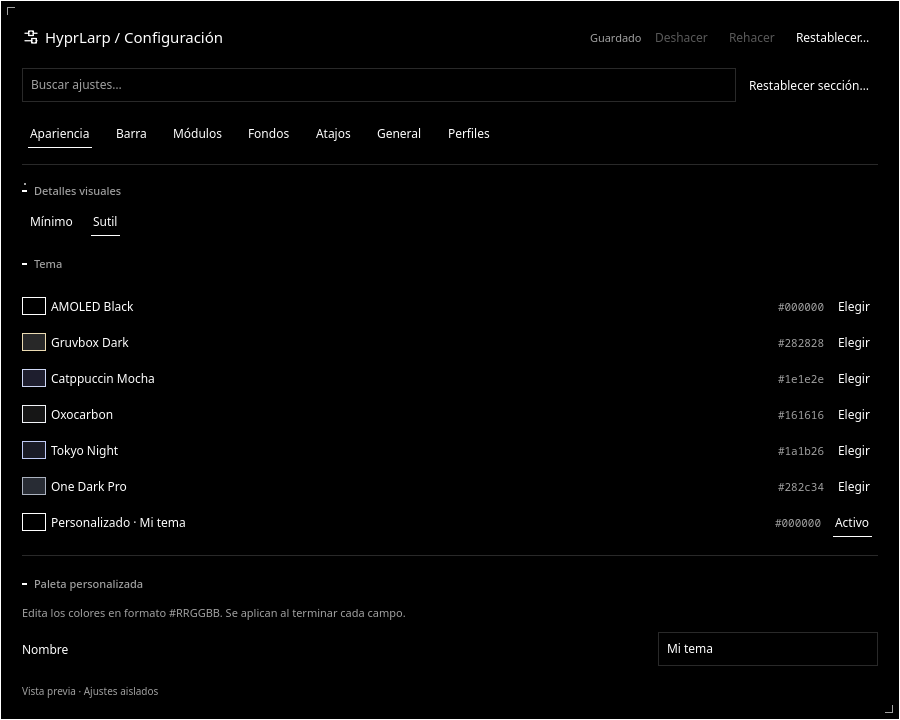 HyprLarp / Configuración Guardado Deshacer Rehacer Restablecer...
Buscar ajustes... Restablecer sección...
Apariencia Barra Módulos Fondos Atajos General Perfiles
Detalles visuales
Mínimo Sutil
Tema
AMOLED Black #000000 Elegir
Gruvbox Dark #282828 Elegir
Catppuccin Mocha #1e1e2e Elegir
Oxocarbon #161616 Elegir
Tokyo Night #1a1b26 Elegir
One Dark Pro #282c34 Elegir
Personalizado · Mi tema #000000 Activo
Paleta personalizada
Edita los colores en formato #RRGGBB. Se aplican al terminar cada campo.
Nombre Mi tema
Vista previa · Ajustes aislados